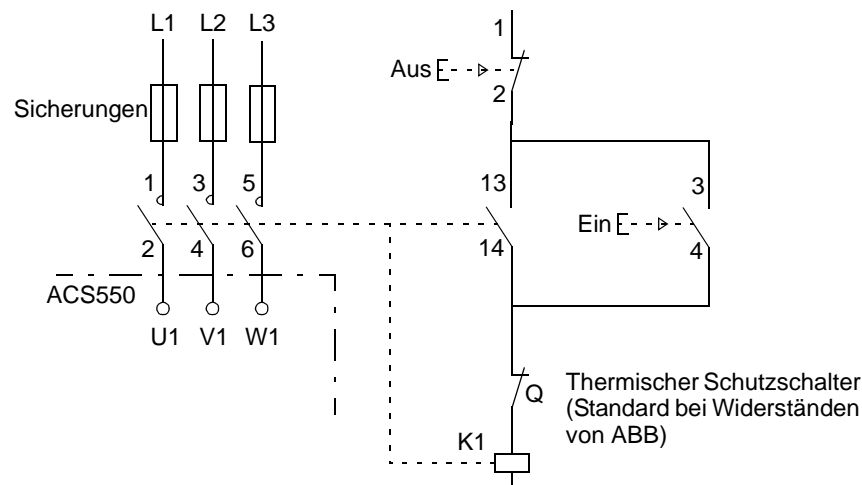 L1 L2 L3
1
Aus
2
Sicherungen
1 3 5
13
3
Ein
2 4 6
14
4
ACS550
U1 V1 W1
Q
Thermischer Schutzschalter
(Standard bei Widerständen
von ABB)
K1